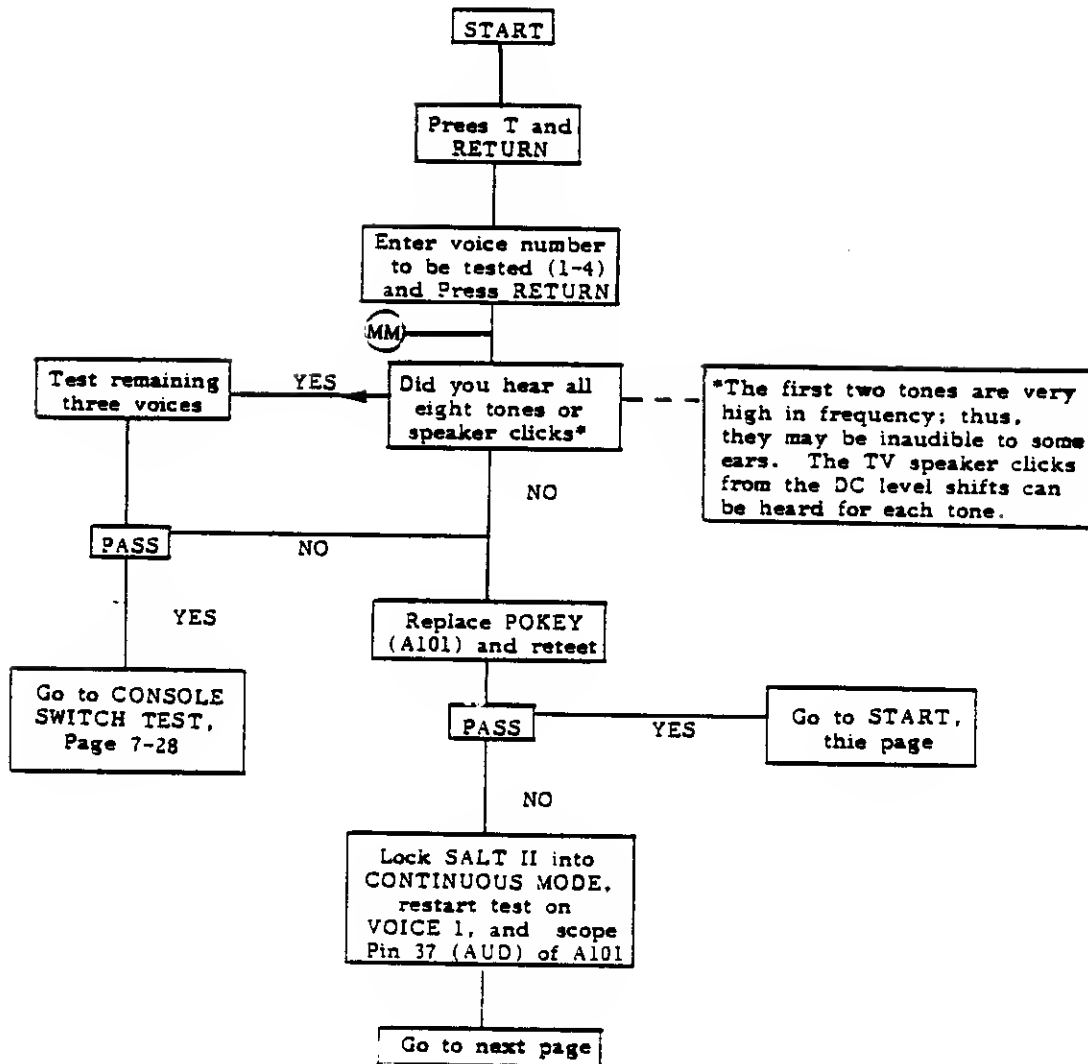 START
Prees T and
RETURN
Enter voice number
to be tested (1-4)
and Press RETURN
MM
Test remaining
three voices
YES
Did you hear all
eight tones or
speaker clicks*
*The first two tones are very
high in frequency; thus,
they may be inaudible to some
ears. The TV speaker clicks
from the DC level shifts can
be heard for each tone.
NO
PASS
NO
YES
Replace POKEY
(A101) and reteet
Go to CONSOLE
SWITCH TEST,
Page 7-28
PASS
YES
Go to START,
thie page
NO
Lock SALT II into
CONTINUOUS MODE,
restart test on
VOICE 1, and scope
Pin 37 (AUD) of A101
Go to next page